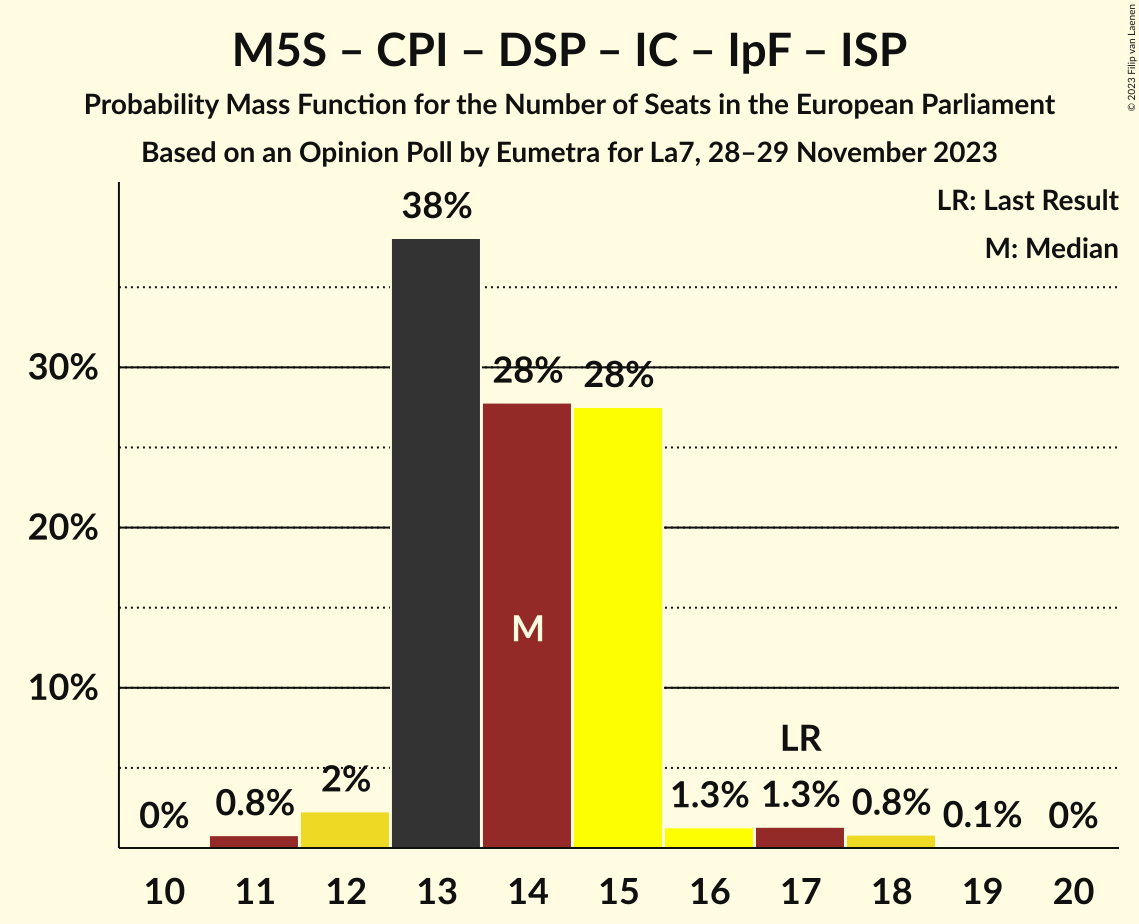 M5S – CPI – DSP – IC – IpF – ISP
Probability Mass Function for the Number of Seats in the European Parliament
Based on an Opinion Poll by Eumetra for La7, 28–29 November 2023
© 2023 Filip van Laenen
LR: Last Result
M: Median
38%
30%
28%
28%
20%
M
10%
LR
0%
0.8%
2%
1.3%
1.3%
0.8%
0.1%
0%
10 11 12 13 14 15 16 17 18 19 20